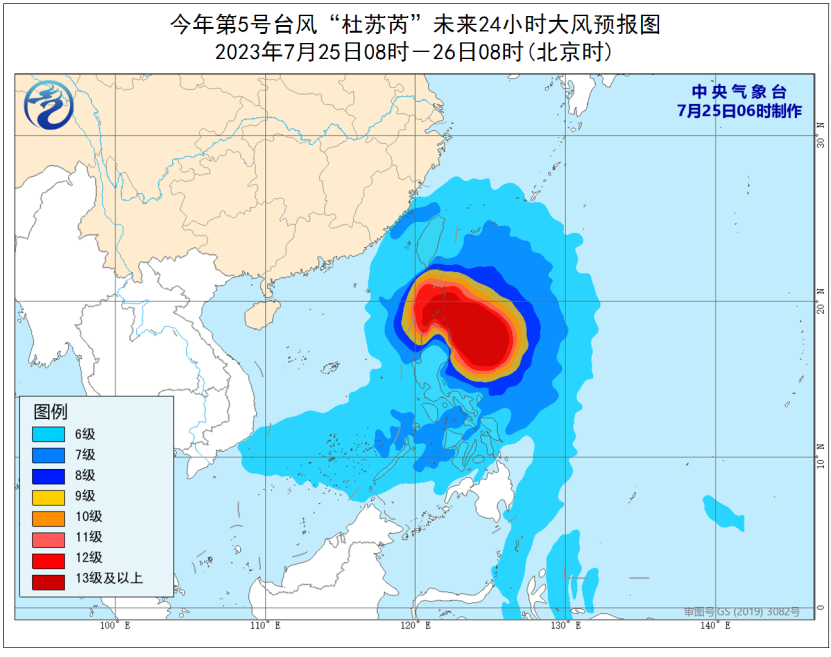 今年第5号台风“杜苏芮”未来24小时大风预报图
2023年7月25日08时－26日08时(北京时)
中央气象台
7月25日06时制作
30° N
20° N
10° N
0
图例
6级
7级
8级
9级
10级
11级
12级
13级及以上
审图号GS (2019) 3082号
100° E
110° E
120° E
130° E
140° E